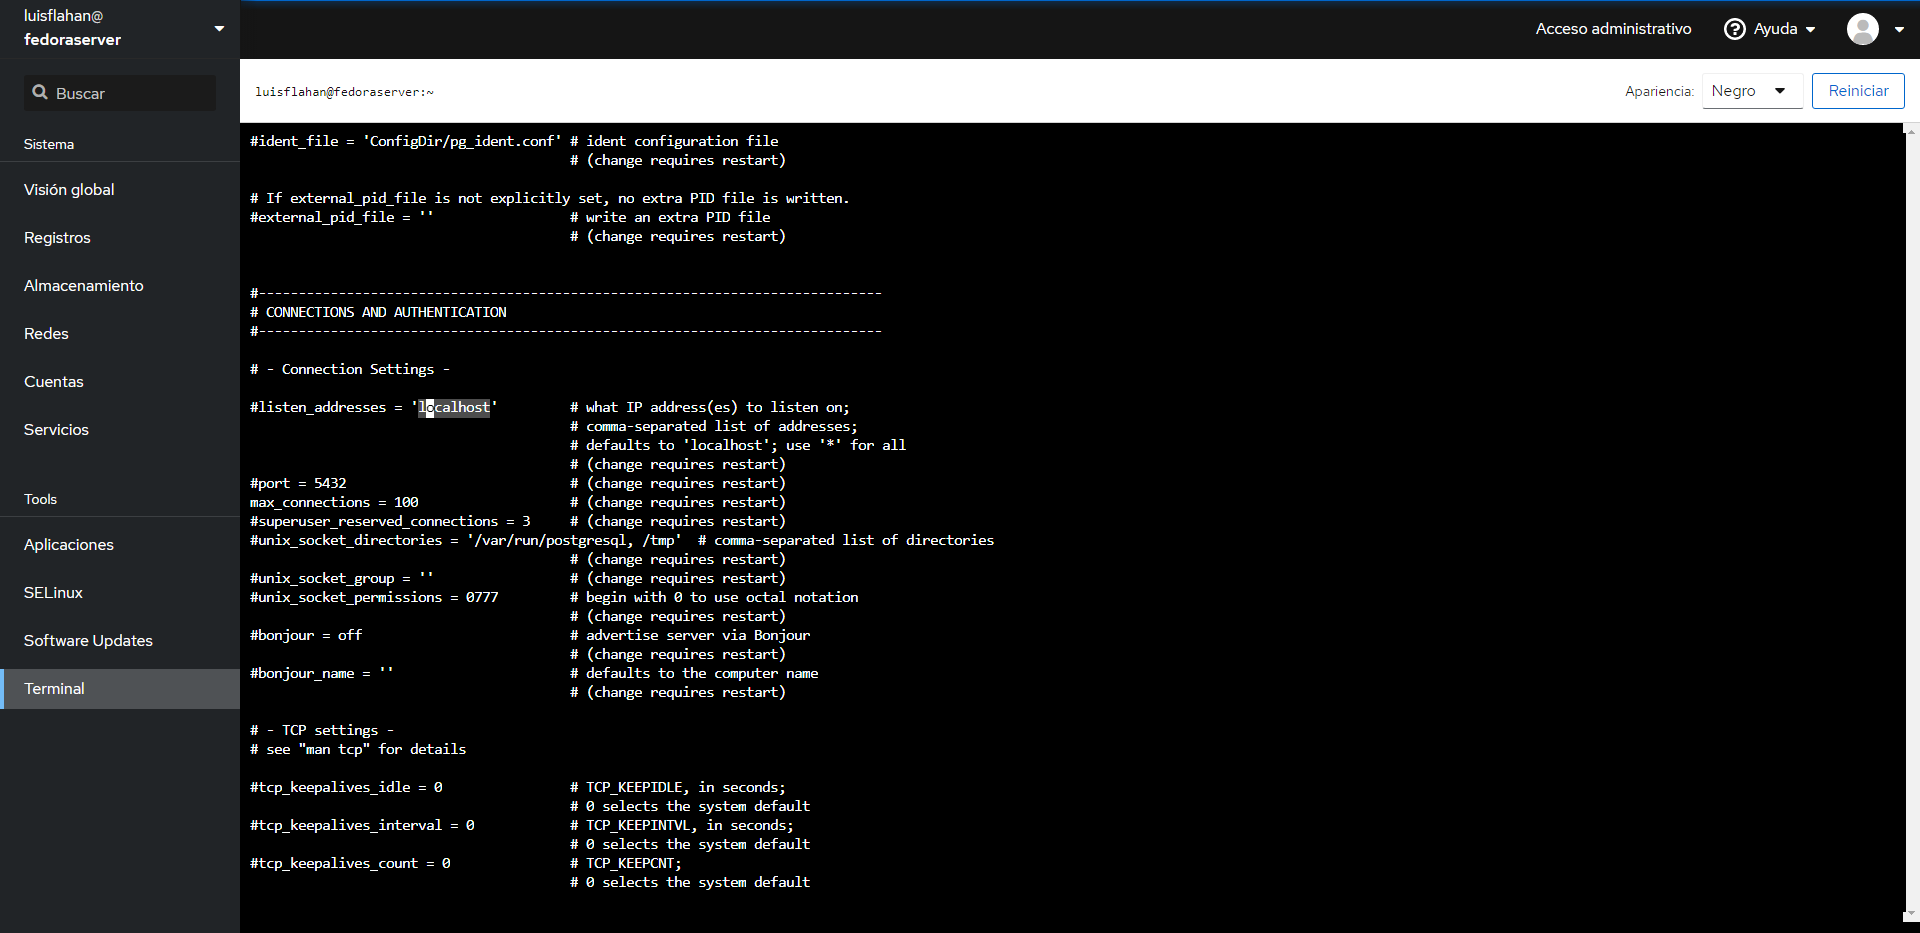 luisflahan@
fedoraserver
Buscar
Sistema
Visión global
Registros
Almacenamiento
Redes
Cuentas
Servicios
Tools
Aplicaciones
SELinux
Software Updates
Terminal
Acceso administrativo
Ayuda
luisflahan@fedoraserver:~
Apariencia:
Negro
Reiniciar
#ident_file = 'ConfigDir/pg_ident.conf' # ident configuration file
# (change requires restart)
# If external_pid_file is not explicitly set, no extra PID file is written.
#external_pid_file = '' # write an extra PID file
# (change requires restart)
#------------------------------------------------------------------------------
# CONNECTIONS AND AUTHENTICATION
#------------------------------------------------------------------------------
# - Connection Settings -
#listen_addresses = 'localhost' # what IP address(es) to listen on;
# comma-separated list of addresses;
# defaults to 'localhost'; use '*' for all
# (change requires restart)
#port = 5432 # (change requires restart)
max_connections = 100 # (change requires restart)
#superuser_reserved_connections = 3 # (change requires restart)
#unix_socket_directories = '/var/run/postgresql, /tmp' # comma-separated list of directories
# (change requires restart)
#unix_socket_group = '' # (change requires restart)
#unix_socket_permissions = 0777 # begin with 0 to use octal notation
# (change requires restart)
#bonjour = off # advertise server via Bonjour
# (change requires restart)
#bonjour_name = '' # defaults to the computer name
# (change requires restart)
# - TCP settings -
# see "man tcp" for details
#tcp_keepalives_idle = 0 # TCP_KEEPIDLE, in seconds;
# 0 selects the system default
#tcp_keepalives_interval = 0 # TCP_KEEPINTVL, in seconds;
# 0 selects the system default
#tcp_keepalives_count = 0 # TCP_KEEPCNT;
# 0 selects the system default